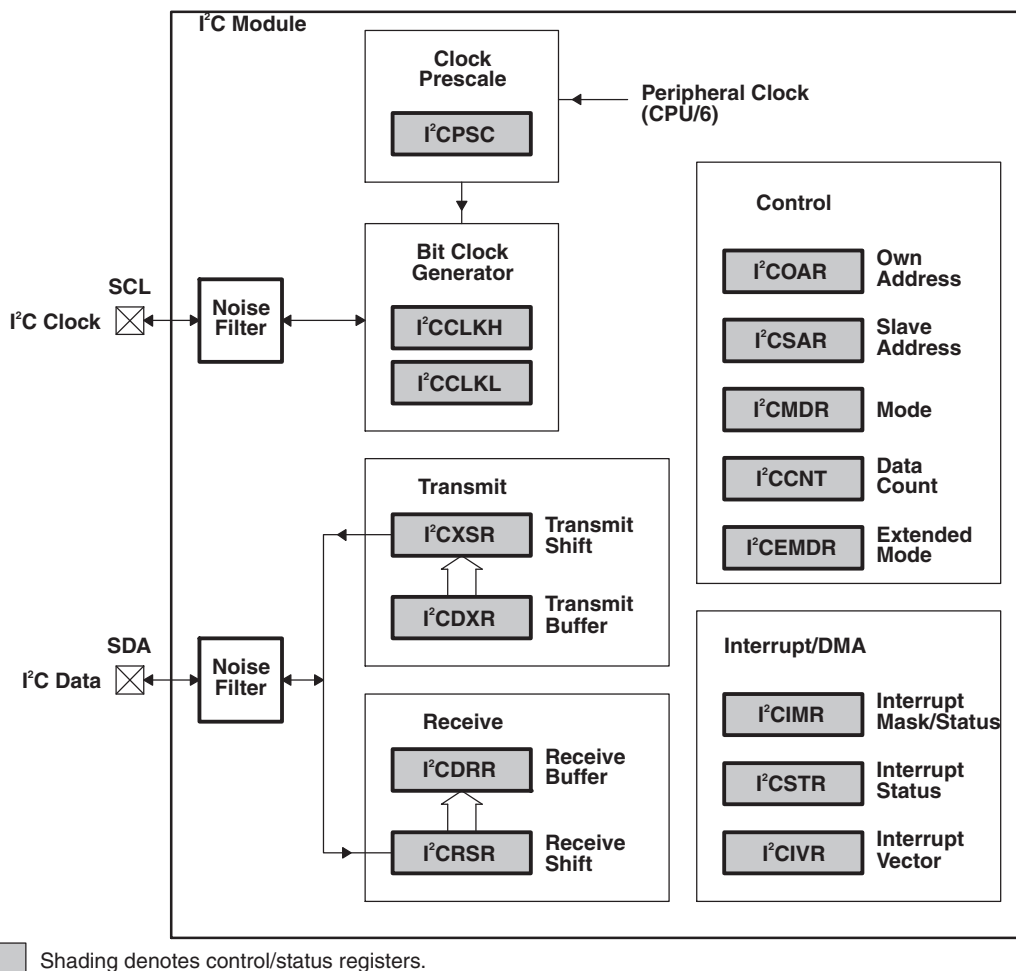 I²C Module
Clock
Prescale
I²CPSC
Peripheral Clock
(CPU/6)
Bit Clock
Generator
I²CCLKH
I²CCLKL
SCL
I²C Clock
Noise
Filter
Control
I²COAR
Own
Address
I²CSAR
Slave
Address
I²CMDR
Mode
I²CCNT
Data
Count
I²CEMDR
Extended
Mode
Transmit
I²CXSR
Transmit
Shift
I²CDXR
Transmit
Buffer
SDA
I²C Data
Noise
Filter
Receive
I²CDRR
Receive
Buffer
I²CRSR
Receive
Shift
Interrupt/DMA
I²CIMR
Interrupt
Mask/Status
I²CSTR
Interrupt
Status
I²CIVR
Interrupt
Vector
Shading denotes control/status registers.